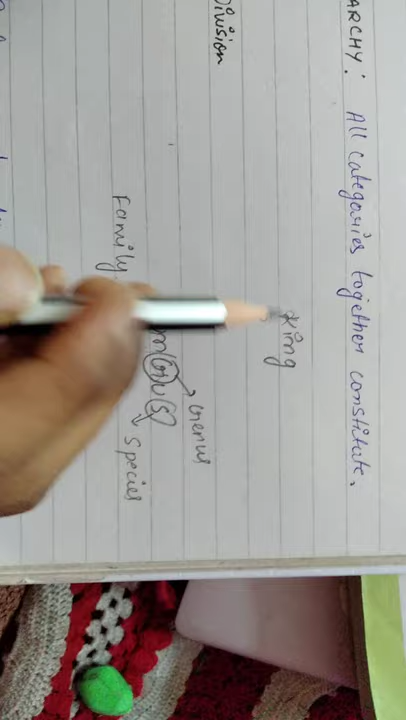 ARCHY: All categories together constitute.
King
Division
Genus
Family
Species